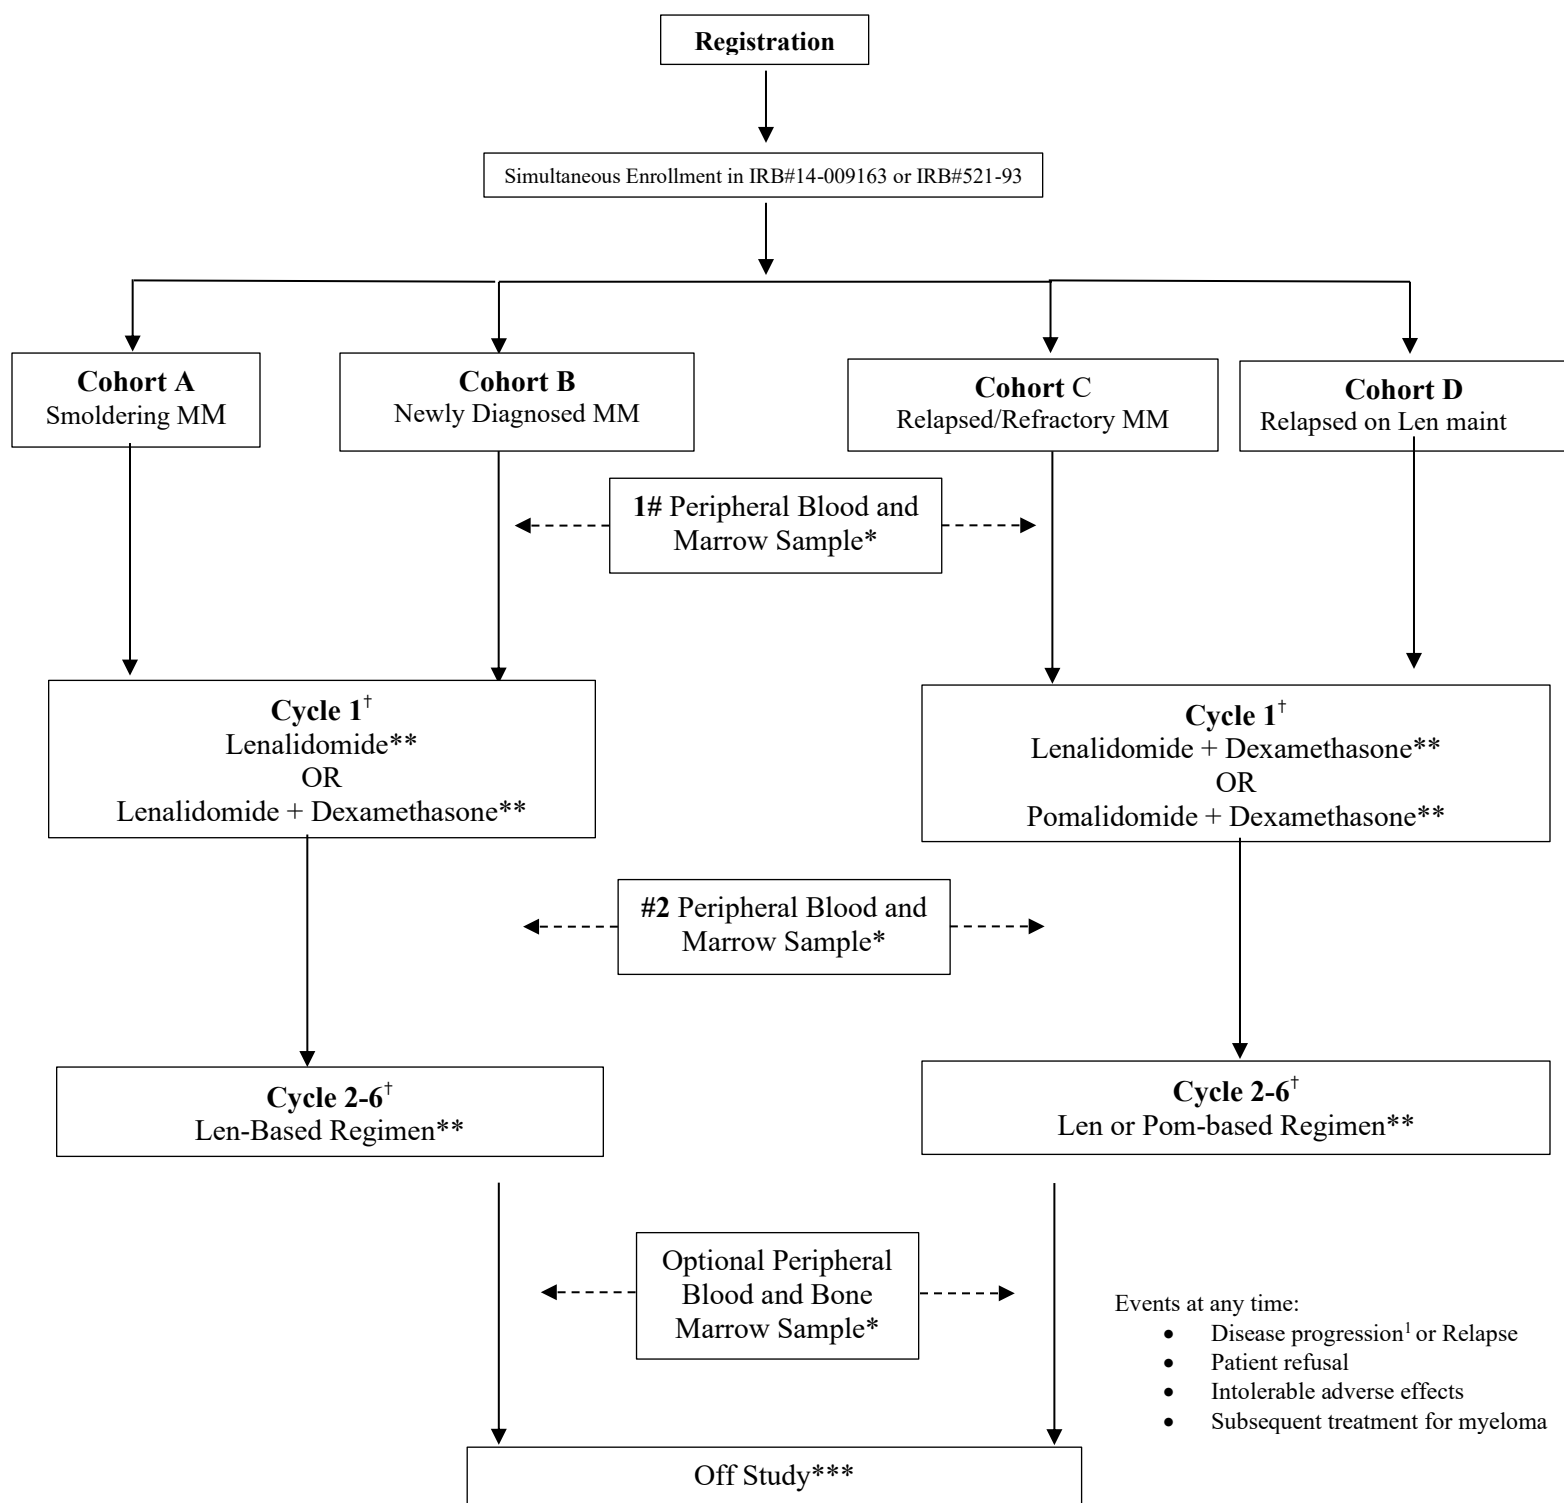 Registration
Simultaneous Enrollment in IRB#14-009163 or IRB#521-93
Cohort A
Smoldering MM
Cohort B
Newly Diagnosed MM
Cohort C
Relapsed/Refractory MM
Cohort D
Relapsed on Len maint
1# Peripheral Blood and
Marrow Sample*
Cycle 1†
Lenalidomide**
OR
Lenalidomide + Dexamethasone**
Cycle 1†
Lenalidomide + Dexamethasone**
OR
Pomalidomide + Dexamethasone**
#2 Peripheral Blood and
Marrow Sample*
Cycle 2-6†
Len-Based Regimen**
Cycle 2-6†
Len or Pom-based Regimen**
Optional Peripheral
Blood and Bone
Marrow Sample*
Events at any time:
• Disease progression¹ or Relapse
• Patient refusal
• Intolerable adverse effects
• Subsequent treatment for myeloma
Off Study***